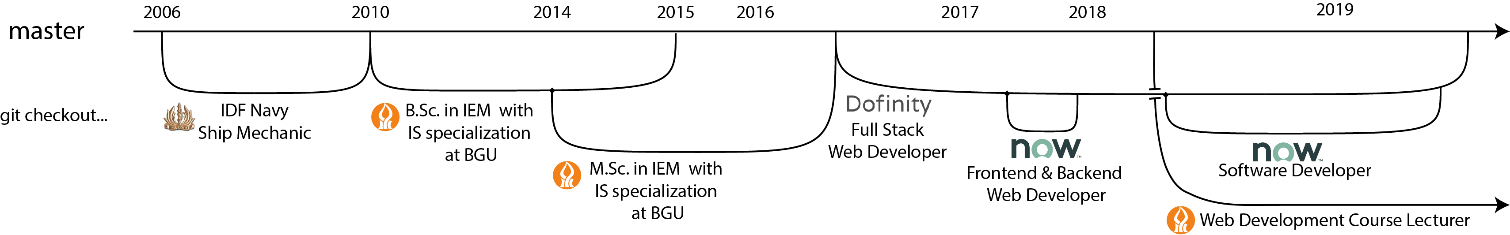 2006 2010 2014 2015 2016 2017 2018 2019
master
git checkout...
IDF Navy
Ship Mechanic
B.Sc. in IEM with
IS specialization
at BGU
M.Sc. in IEM with
IS specialization
at BGU
Dofinity
Full Stack
Web Developer
now
Frontend & Backend
Web Developer
now
Software Developer
Web Development Course Lecturer